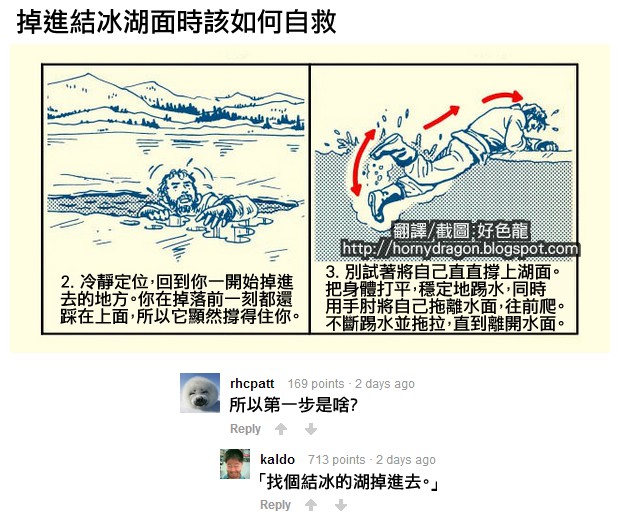 掉進結冰湖面時該如何自救
2. 冷靜定位,回到你一開始掉進
去的地方。你在掉落前一刻都還
踩在上面,所以它顯然撐得住你。
翻譯/截圖:好色龍
http://hornydragon.blogspot.com/
3. 別試著將自己直直撐上湖面。
把身體打平,穩定地踢水,同時
用手肘將自己拖離水面,往前爬。
不斷踢水並拖拉,直到離開水面。
rhcpatt 169 points · 2 days ago
所以第一步是啥?
Reply
kaldo 713 points · 2 days ago
「找個結冰的湖掉進去。」
Reply